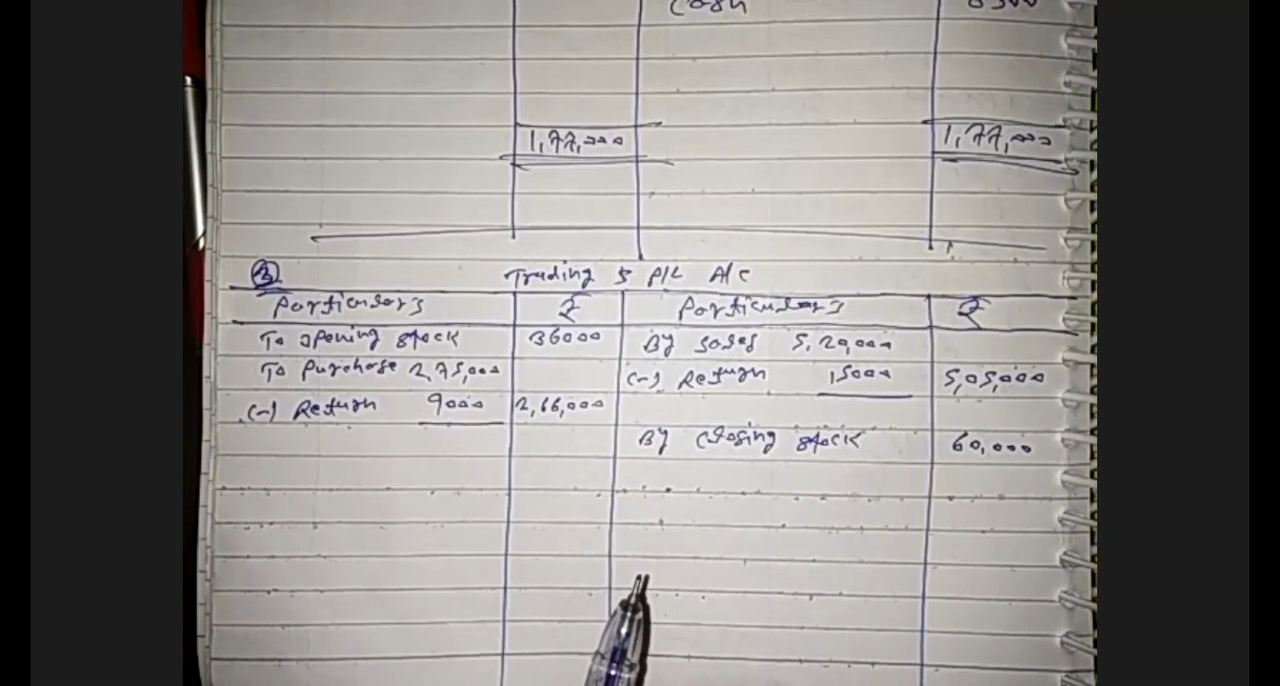 Cash
1,77,000 1,77,000
Trading & P/L A/c
Particulars ₹ Particulars ₹
To opening stock 36000 By sales 5,20,000
To purchase 2,75,000 (-) Return 15000 5,05,000
(-) Return 9000 2,66,000
By closing stock 60,000